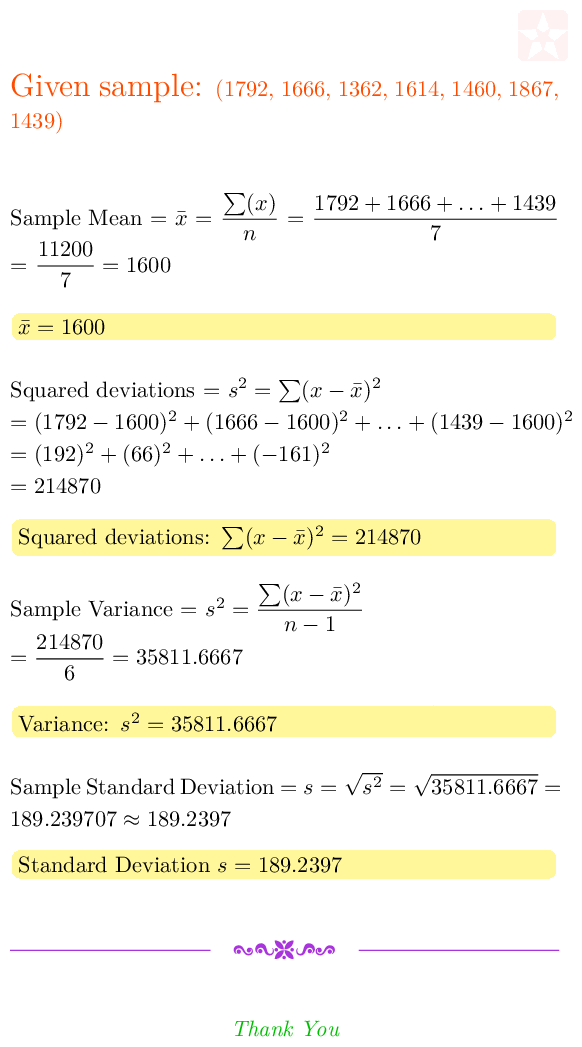 Given sample: (1792, 1666, 1362, 1614, 1460, 1867,
1439)
Sample Mean = x̄ = ∑(x)/n = (1792 + 1666 + … + 1439)/7
= 11200/7 = 1600
x̄ = 1600
Squared deviations = s² = ∑(x − x̄)²
= (1792 − 1600)² + (1666 − 1600)² + … + (1439 − 1600)²
= (192)² + (66)² + … + (−161)²
= 214870
Squared deviations: ∑(x − x̄)² = 214870
Sample Variance = s² = ∑(x − x̄)²/(n − 1)
= 214870/6 = 35811.6667
Variance: s² = 35811.6667
Sample Standard Deviation = s = √s² = √35811.6667 =
189.239707 ≈ 189.2397
Standard Deviation s = 189.2397
Thank You